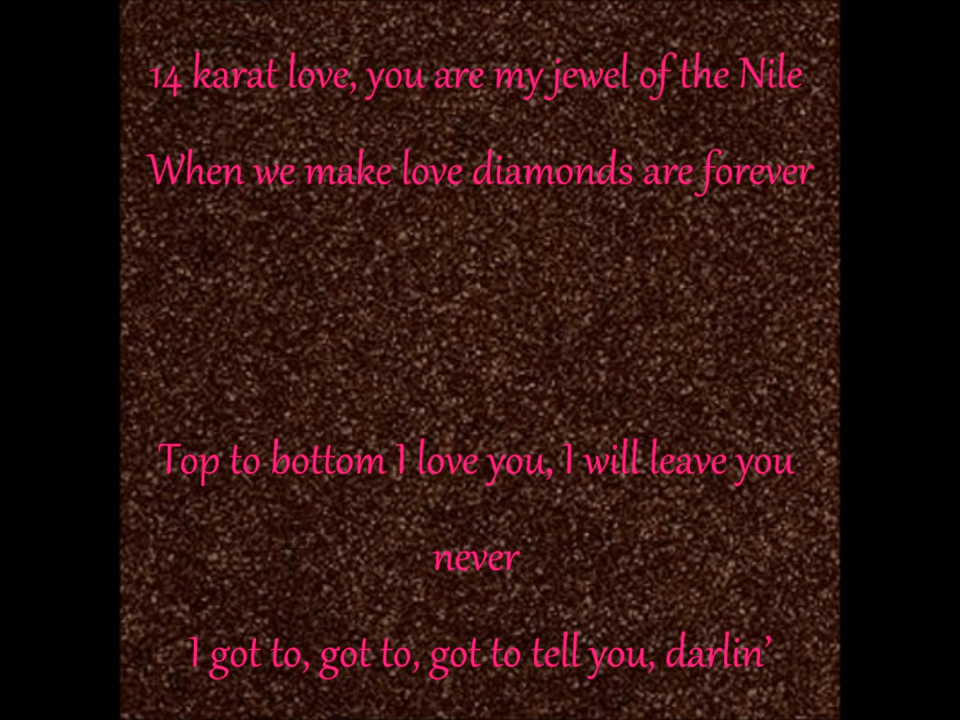 14 karat love, you are my jewel of the Nile
When we make love diamonds are forever
Top to bottom I love you, I will leave you
never
I got to, got to, got to tell you, darlin’